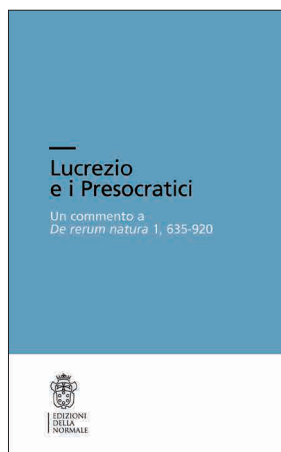 Lucrezio
e i Presocratici
Un commento a
De rerum natura 1, 635-920
EDIZIONI
DELLA
NORMALE